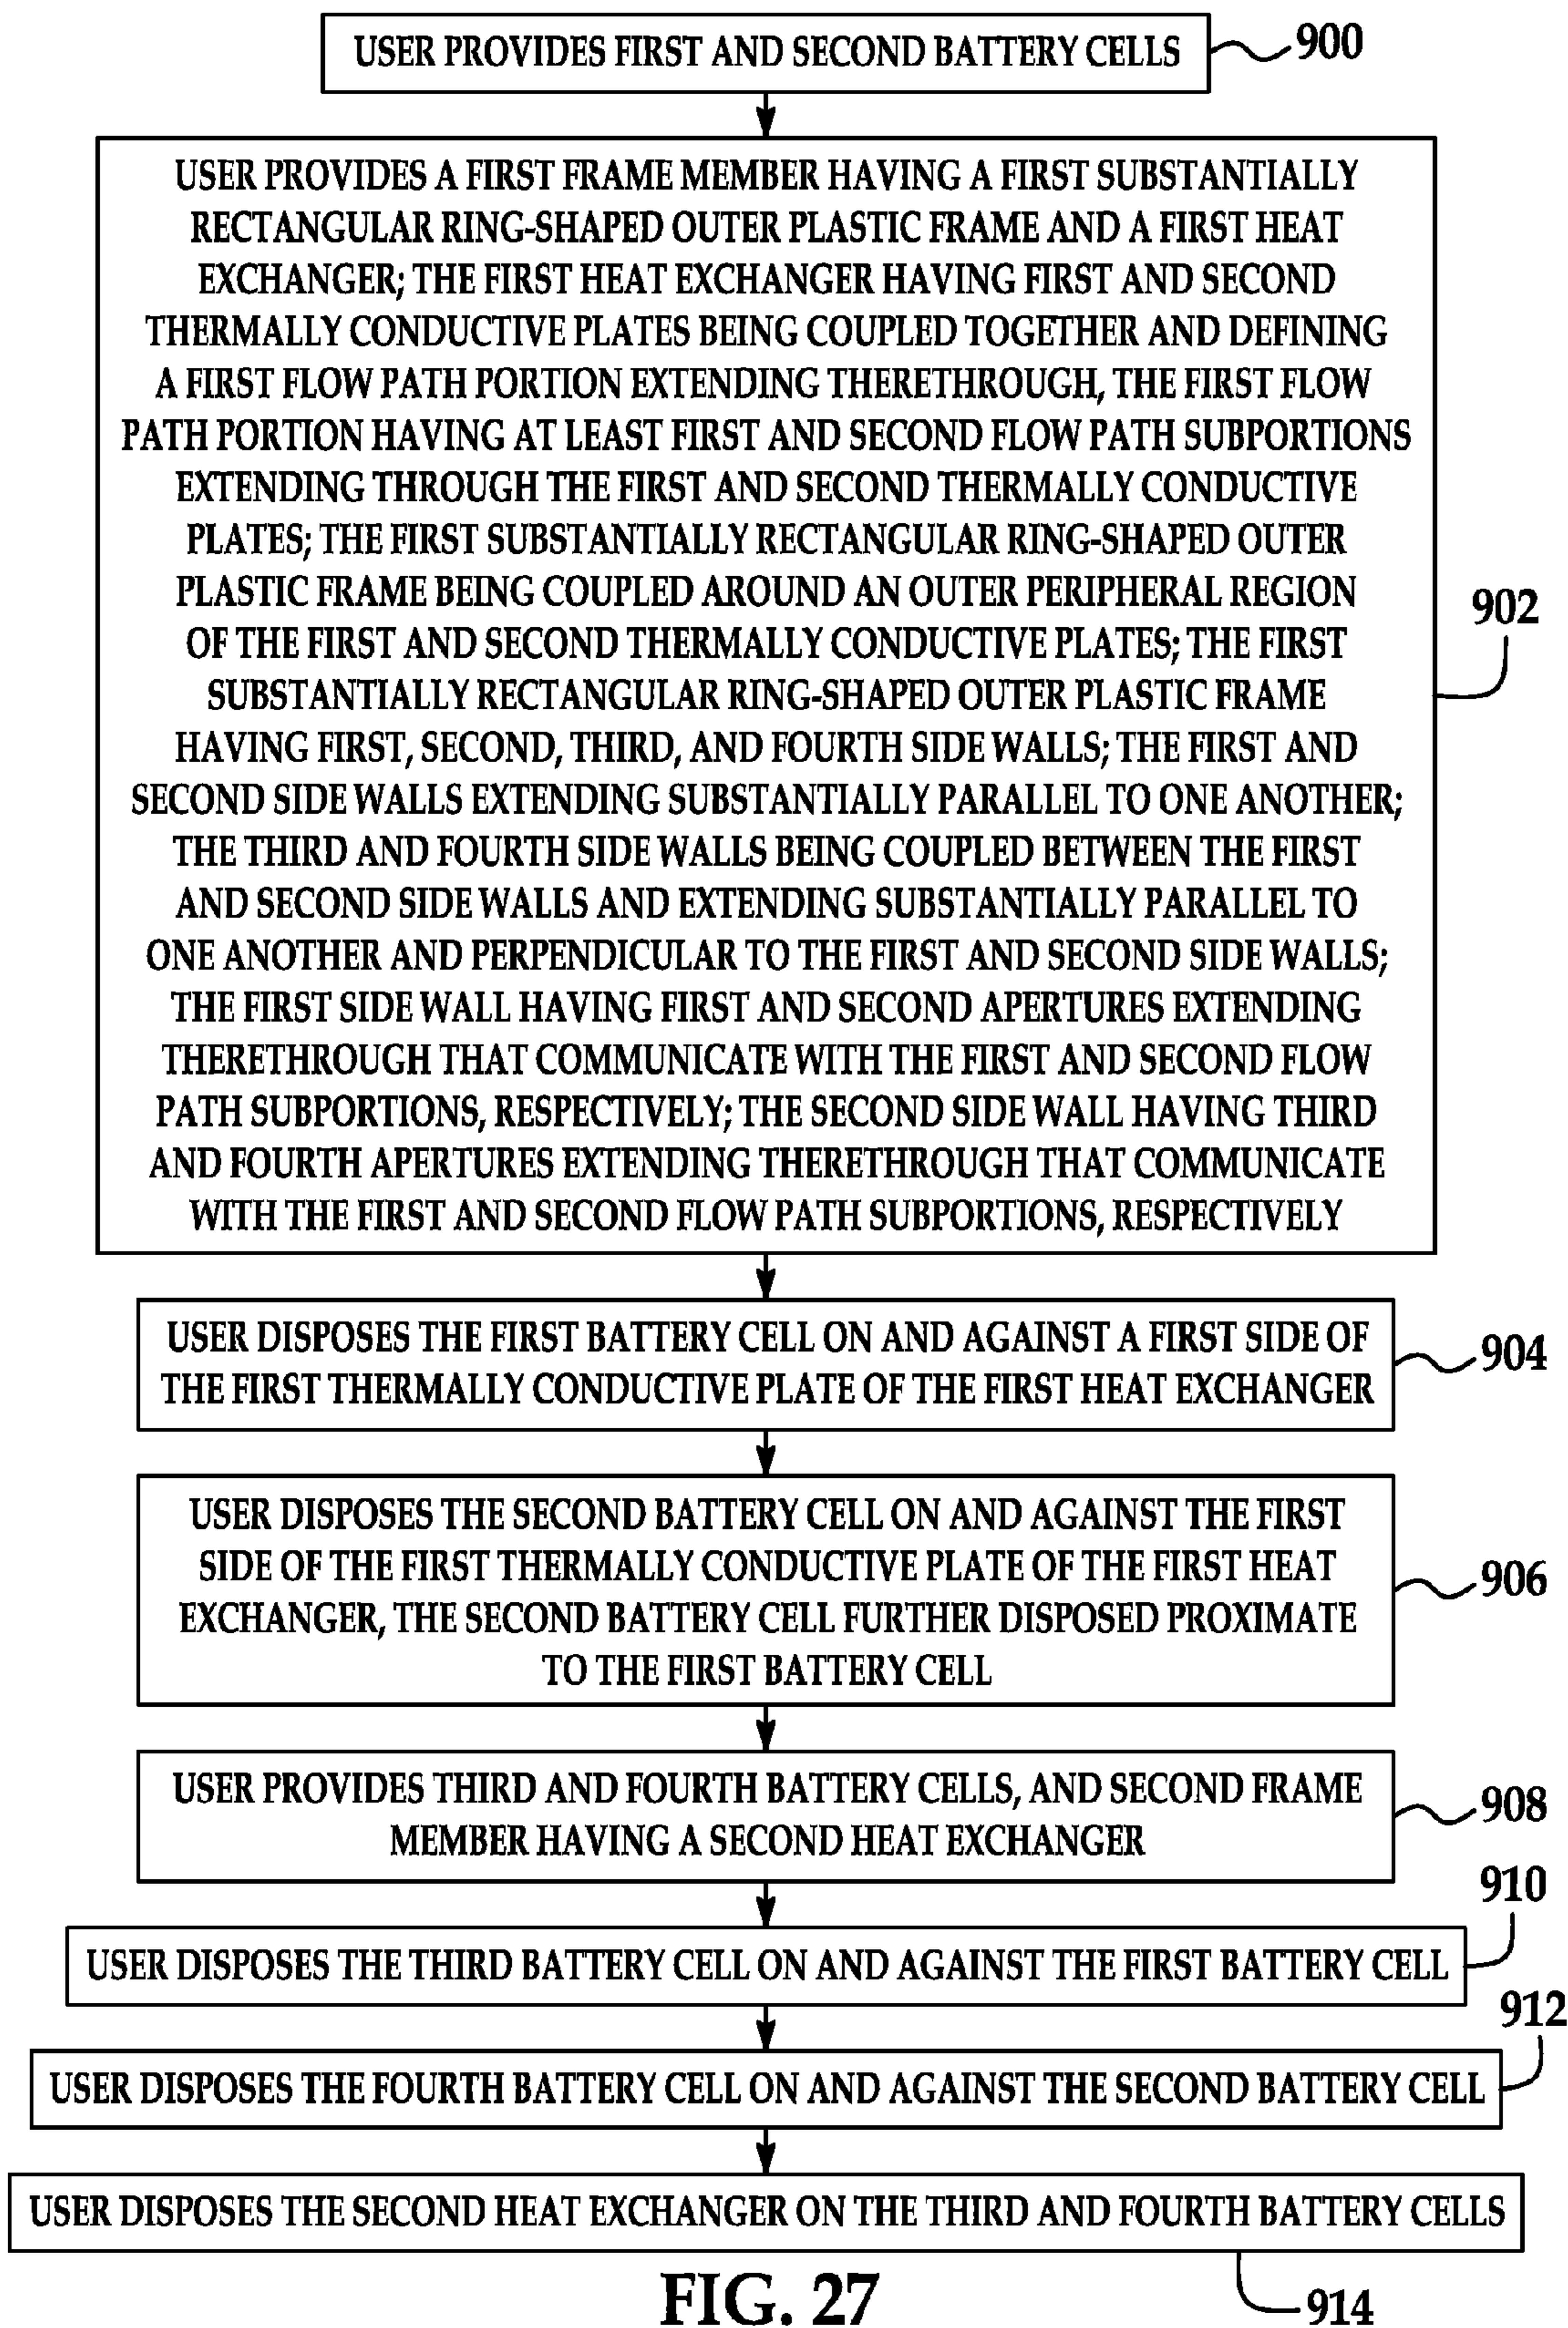 USER PROVIDES FIRST AND SECOND BATTERY CELLS
900
USER PROVIDES A FIRST FRAME MEMBER HAVING A FIRST SUBSTANTIALLY
RECTANGULAR RING-SHAPED OUTER PLASTIC FRAME AND A FIRST HEAT
EXCHANGER; THE FIRST HEAT EXCHANGER HAVING FIRST AND SECOND
THERMALLY CONDUCTIVE PLATES BEING COUPLED TOGETHER AND DEFINING
A FIRST FLOW PATH PORTION EXTENDING THERETHROUGH, THE FIRST FLOW
PATH PORTION HAVING AT LEAST FIRST AND SECOND FLOW PATH SUBPORTIONS
EXTENDING THROUGH THE FIRST AND SECOND THERMALLY CONDUCTIVE
PLATES; THE FIRST SUBSTANTIALLY RECTANGULAR RING-SHAPED OUTER
PLASTIC FRAME BEING COUPLED AROUND AN OUTER PERIPHERAL REGION
OF THE FIRST AND SECOND THERMALLY CONDUCTIVE PLATES; THE FIRST
SUBSTANTIALLY RECTANGULAR RING-SHAPED OUTER PLASTIC FRAME
HAVING FIRST, SECOND, THIRD, AND FOURTH SIDE WALLS; THE FIRST AND
SECOND SIDE WALLS EXTENDING SUBSTANTIALLY PARALLEL TO ONE ANOTHER;
THE THIRD AND FOURTH SIDE WALLS BEING COUPLED BETWEEN THE FIRST
AND SECOND SIDE WALLS AND EXTENDING SUBSTANTIALLY PARALLEL TO
ONE ANOTHER AND PERPENDICULAR TO THE FIRST AND SECOND SIDE WALLS;
THE FIRST SIDE WALL HAVING FIRST AND SECOND APERTURES EXTENDING
THERETHROUGH THAT COMMUNICATE WITH THE FIRST AND SECOND FLOW
PATH SUBPORTIONS, RESPECTIVELY; THE SECOND SIDE WALL HAVING THIRD
AND FOURTH APERTURES EXTENDING THERETHROUGH THAT COMMUNICATE
WITH THE FIRST AND SECOND FLOW PATH SUBPORTIONS, RESPECTIVELY
902
USER DISPOSES THE FIRST BATTERY CELL ON AND AGAINST A FIRST SIDE OF
THE FIRST THERMALLY CONDUCTIVE PLATE OF THE FIRST HEAT EXCHANGER
904
USER DISPOSES THE SECOND BATTERY CELL ON AND AGAINST THE FIRST
SIDE OF THE FIRST THERMALLY CONDUCTIVE PLATE OF THE FIRST HEAT
EXCHANGER, THE SECOND BATTERY CELL FURTHER DISPOSED PROXIMATE
TO THE FIRST BATTERY CELL
906
USER PROVIDES THIRD AND FOURTH BATTERY CELLS, AND SECOND FRAME
MEMBER HAVING A SECOND HEAT EXCHANGER
908
USER DISPOSES THE THIRD BATTERY CELL ON AND AGAINST THE FIRST BATTERY CELL
910
USER DISPOSES THE FOURTH BATTERY CELL ON AND AGAINST THE SECOND BATTERY CELL
912
USER DISPOSES THE SECOND HEAT EXCHANGER ON THE THIRD AND FOURTH BATTERY CELLS
914
FIG. 27